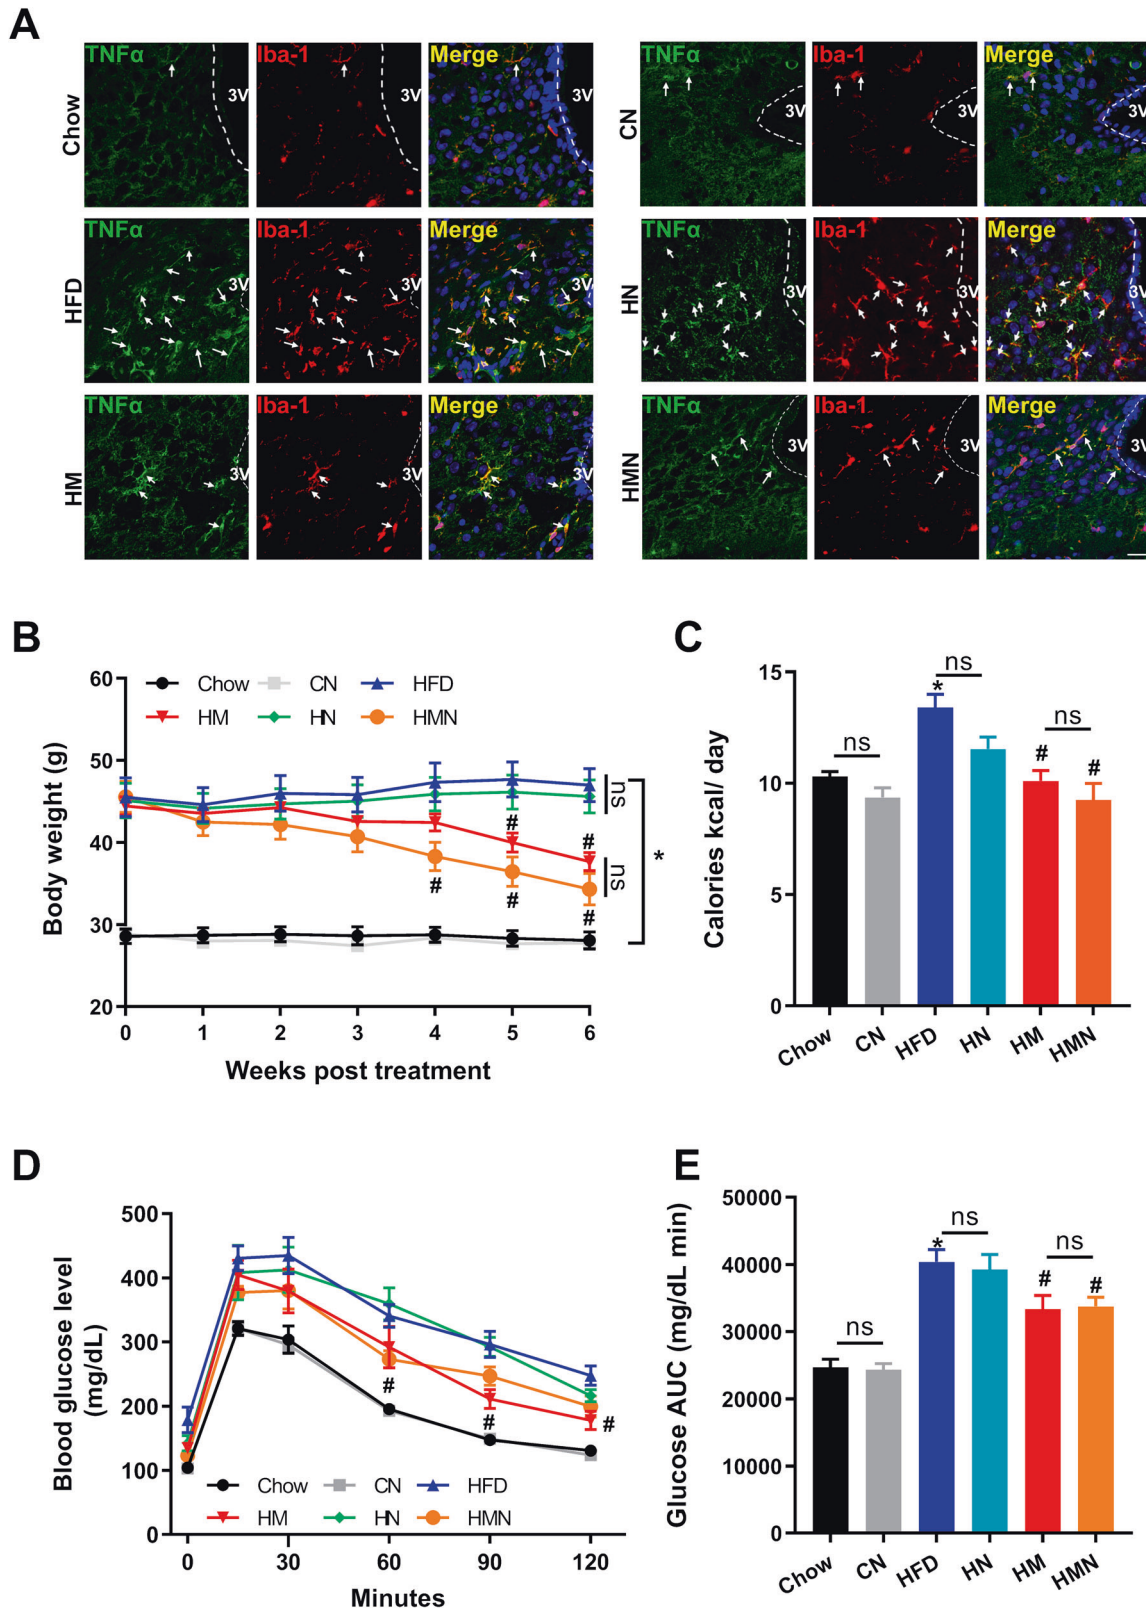 A
TNFα Iba-1 Merge TNFα Iba-1 Merge
Chow 3V 3V 3V CN 3V 3V 3V
TNFα Iba-1 Merge TNFα Iba-1 Merge
HFD 3V 3V 3V HN 3V 3V 3V
TNFα Iba-1 Merge TNFα Iba-1 Merge
HM 3V 3V 3V HMN 3V 3V 3V
B
Chow CN HFD
HM HN HMN
Body weight (g)
60
50
40
30
20
0 1 2 3 4 5 6
Weeks post treatment
# #
# # #
ns
ns
*
C
Calories kcal/ day
15
10
5
0
ns * ns # ns #
Chow CN HFD HN HM HMN
D
Blood glucose level
(mg/dL)
500
400
300
200
100
0
# # #
Chow CN HFD
HM HN HMN
0 30 60 90 120
Minutes
E
Glucose AUC (mg/dL min)
50000
40000
30000
20000
10000
0
ns * ns # ns #
Chow CN HFD HN HM HMN